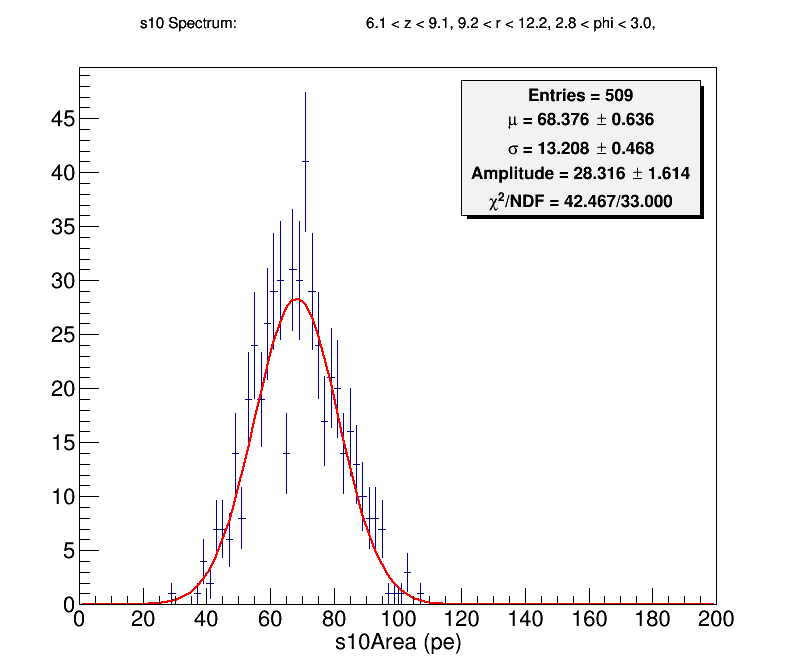 s10 Spectrum: 6.1 < z < 9.1, 9.2 < r < 12.2, 2.8 < phi < 3.0,
Entries = 509
μ = 68.376 ± 0.636
σ = 13.208 ± 0.468
Amplitude = 28.316 ± 1.614
χ²/NDF = 42.467/33.000
45
40
35
30
25
20
15
10
5
0
0 20 40 60 80 100 120 140 160 180 200
s10Area (pe)